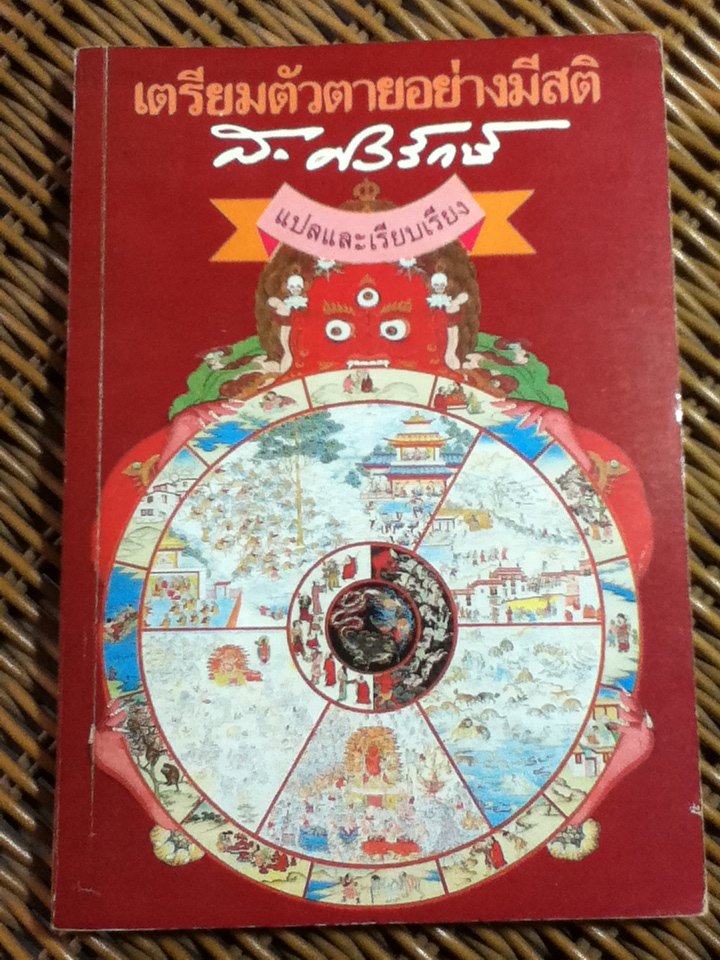 เตรียมตัวตายอย่างมีสติ
ส. ศิวรักษ์
แปลและเรียบเรียง